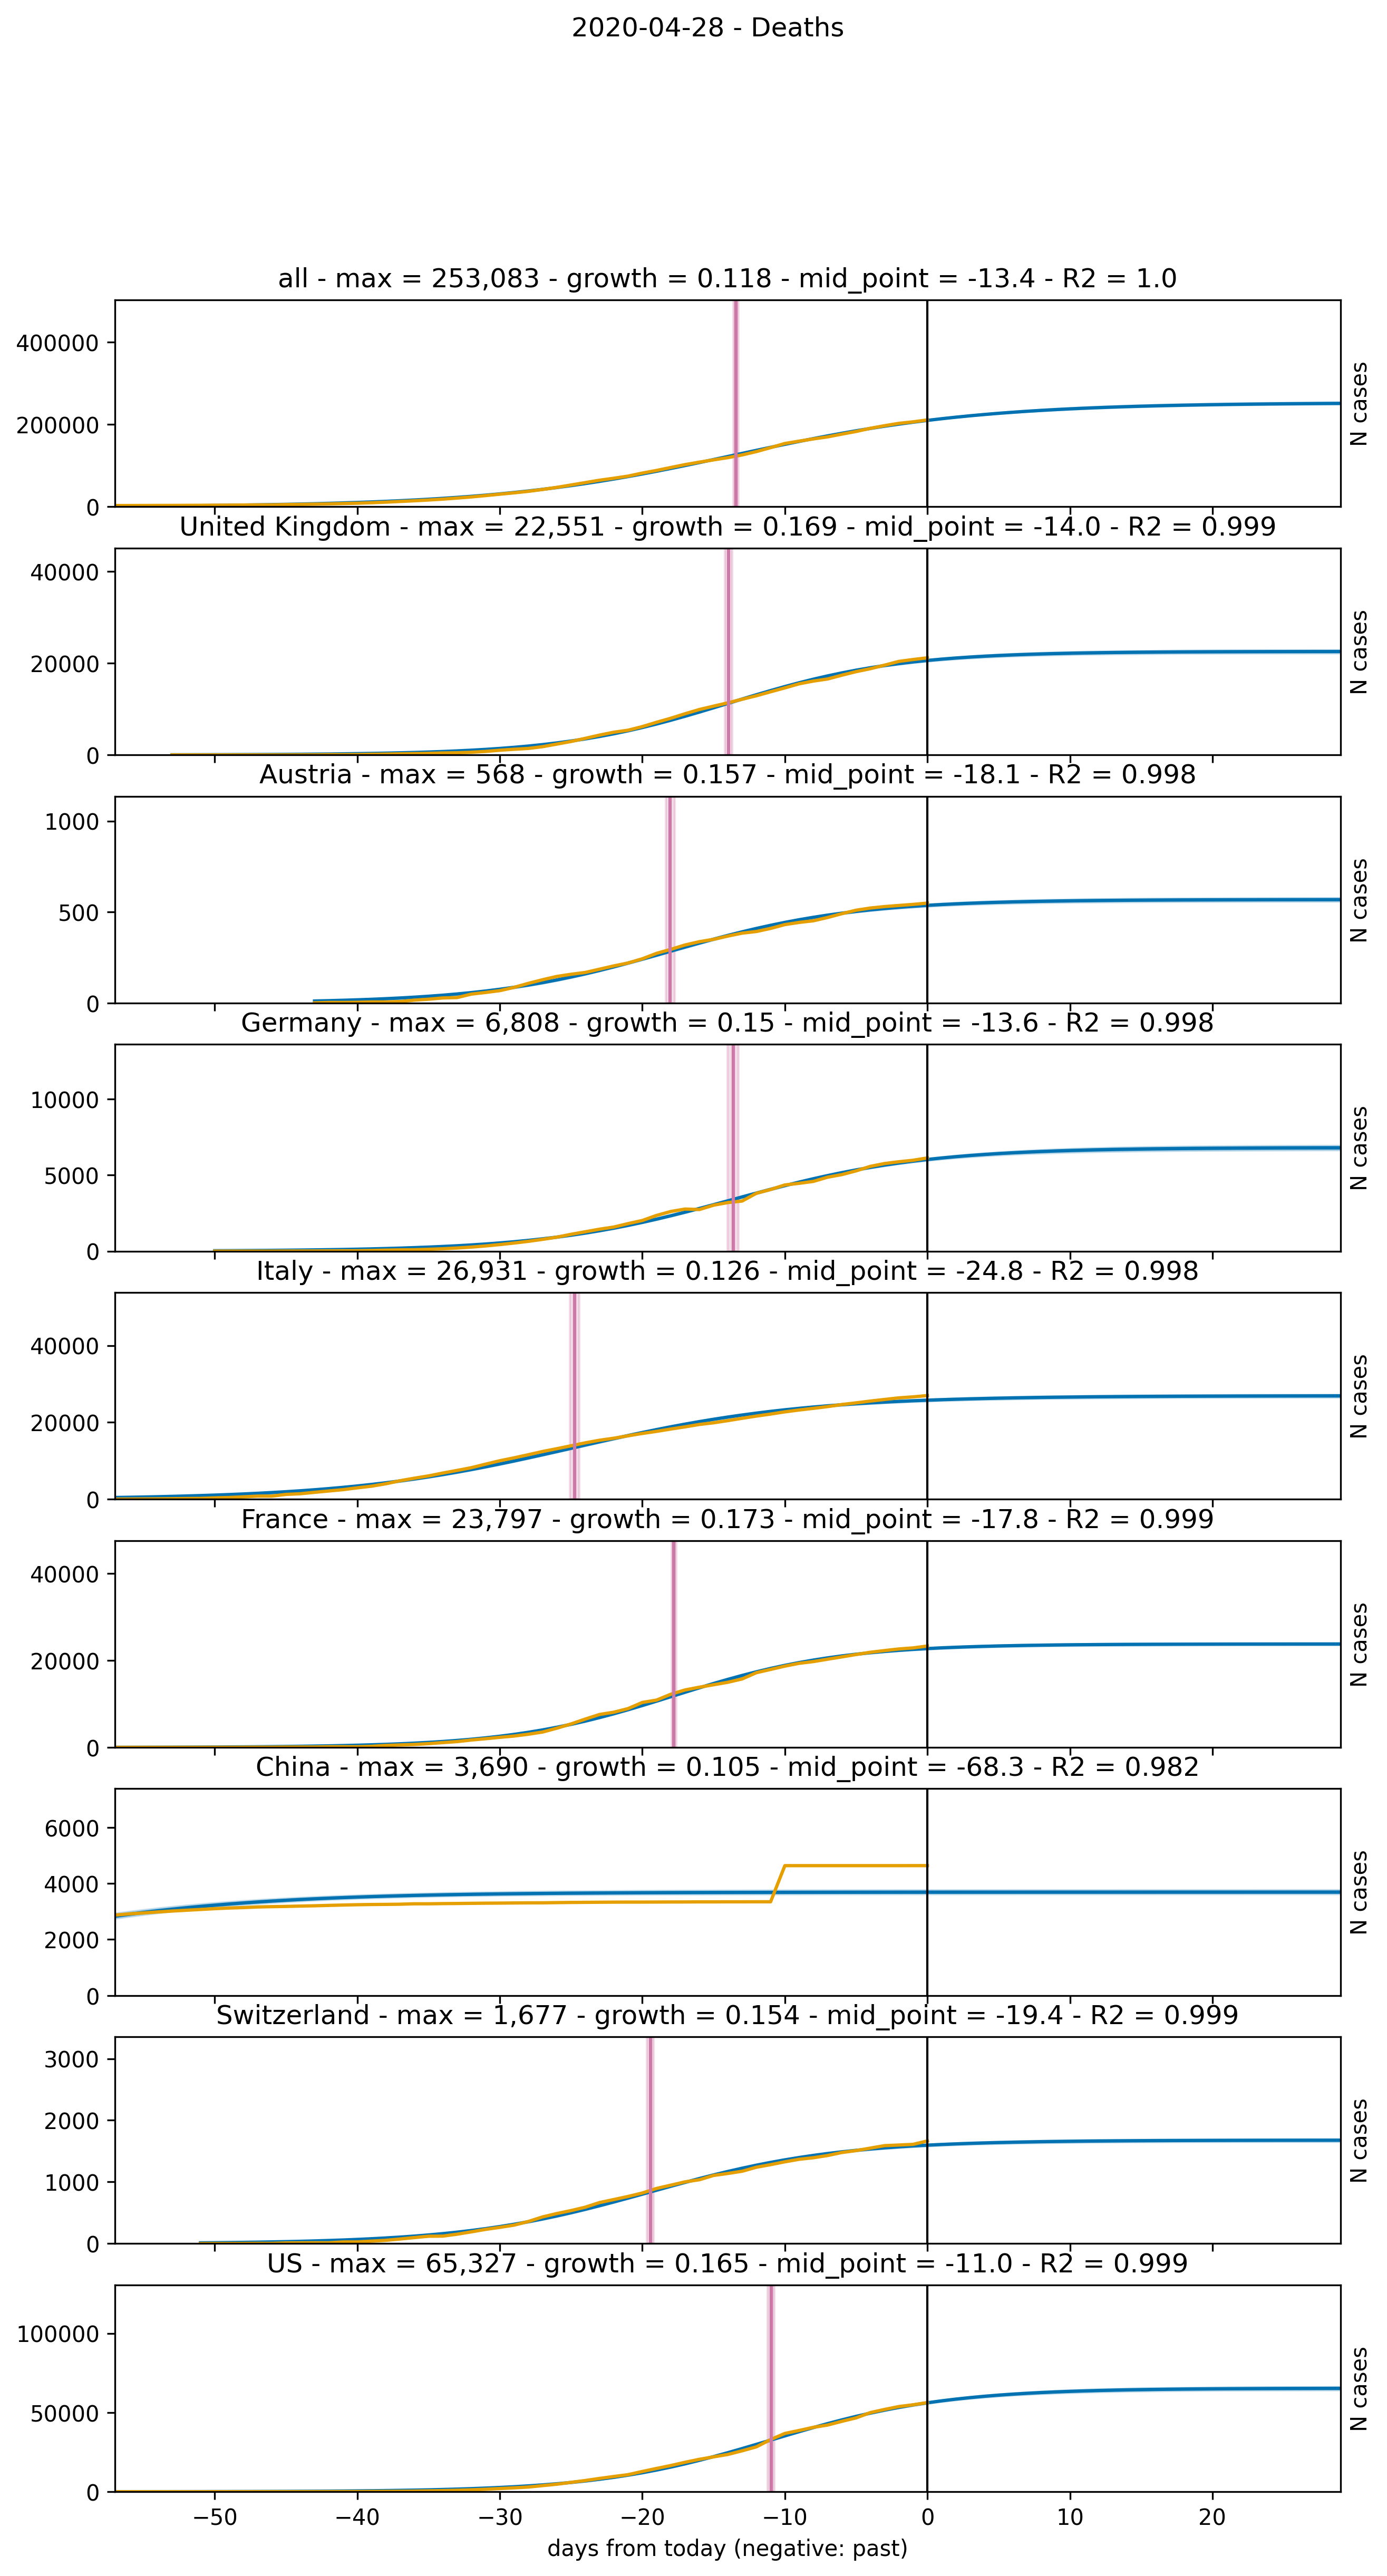 2020-04-28 - Deaths
all - max = 253,083 - growth = 0.118 - mid_point = -13.4 - R2 = 1.0
400000
200000
0
N cases
United Kingdom - max = 22,551 - growth = 0.169 - mid_point = -14.0 - R2 = 0.999
40000
20000
0
N cases
Austria - max = 568 - growth = 0.157 - mid_point = -18.1 - R2 = 0.998
1000
500
0
N cases
Germany - max = 6,808 - growth = 0.15 - mid_point = -13.6 - R2 = 0.998
10000
5000
0
N cases
Italy - max = 26,931 - growth = 0.126 - mid_point = -24.8 - R2 = 0.998
40000
20000
0
N cases
France - max = 23,797 - growth = 0.173 - mid_point = -17.8 - R2 = 0.999
40000
20000
0
N cases
China - max = 3,690 - growth = 0.105 - mid_point = -68.3 - R2 = 0.982
6000
4000
2000
0
N cases
Switzerland - max = 1,677 - growth = 0.154 - mid_point = -19.4 - R2 = 0.999
3000
2000
1000
0
N cases
US - max = 65,327 - growth = 0.165 - mid_point = -11.0 - R2 = 0.999
100000
50000
0
N cases
−50 −40 −30 −20 −10 0 10 20
days from today (negative: past)